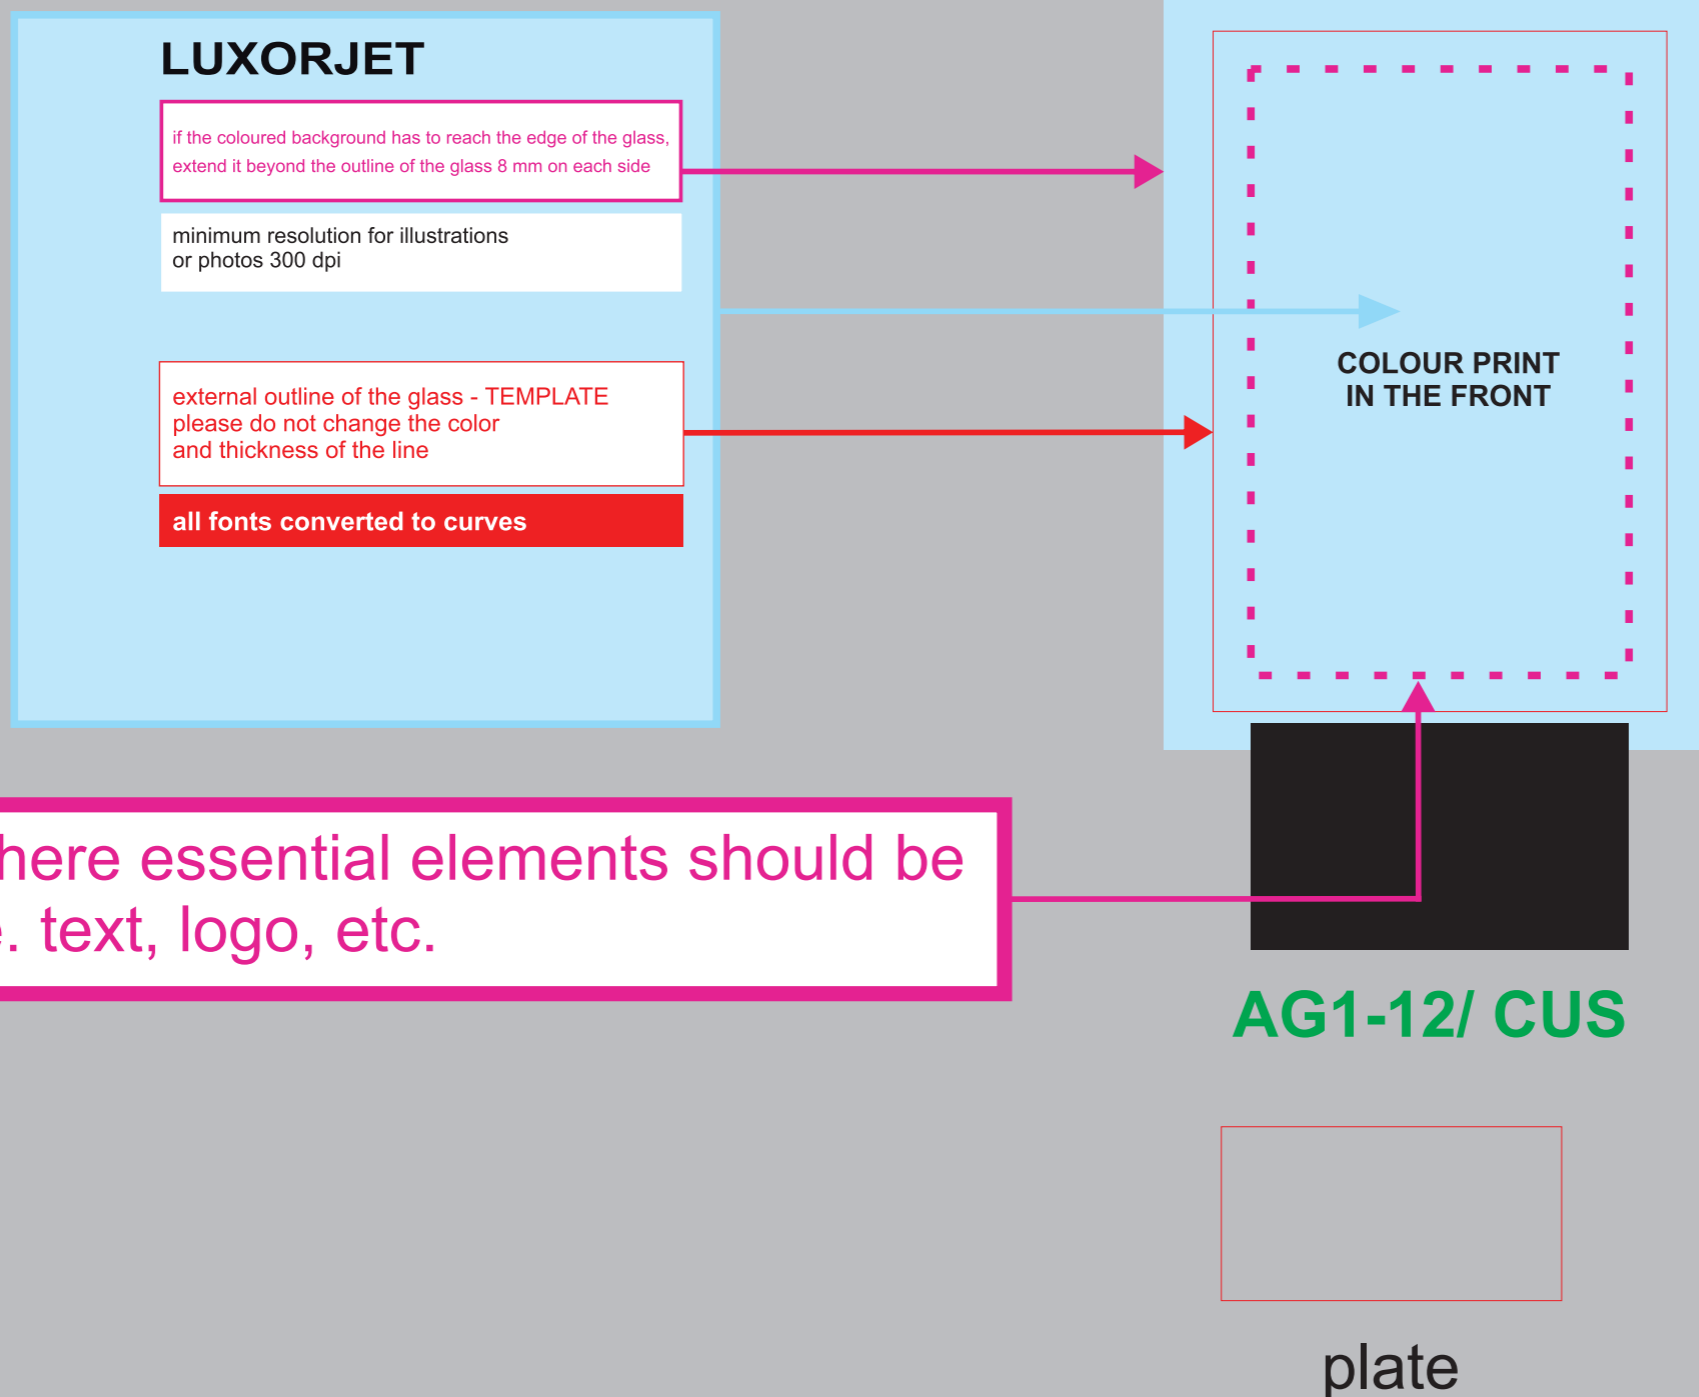 LUXORJET
if the coloured background has to reach the edge of the glass,
extend it beyond the outline of the glass 8 mm on each side
minimum resolution for illustrations
or photos 300 dpi
external outline of the glass - TEMPLATE
please do not change the color
and thickness of the line
all fonts converted to curves
COLOUR PRINT
IN THE FRONT
essential elements should be
text, logo, etc.
AG1-12/ CUS
plate